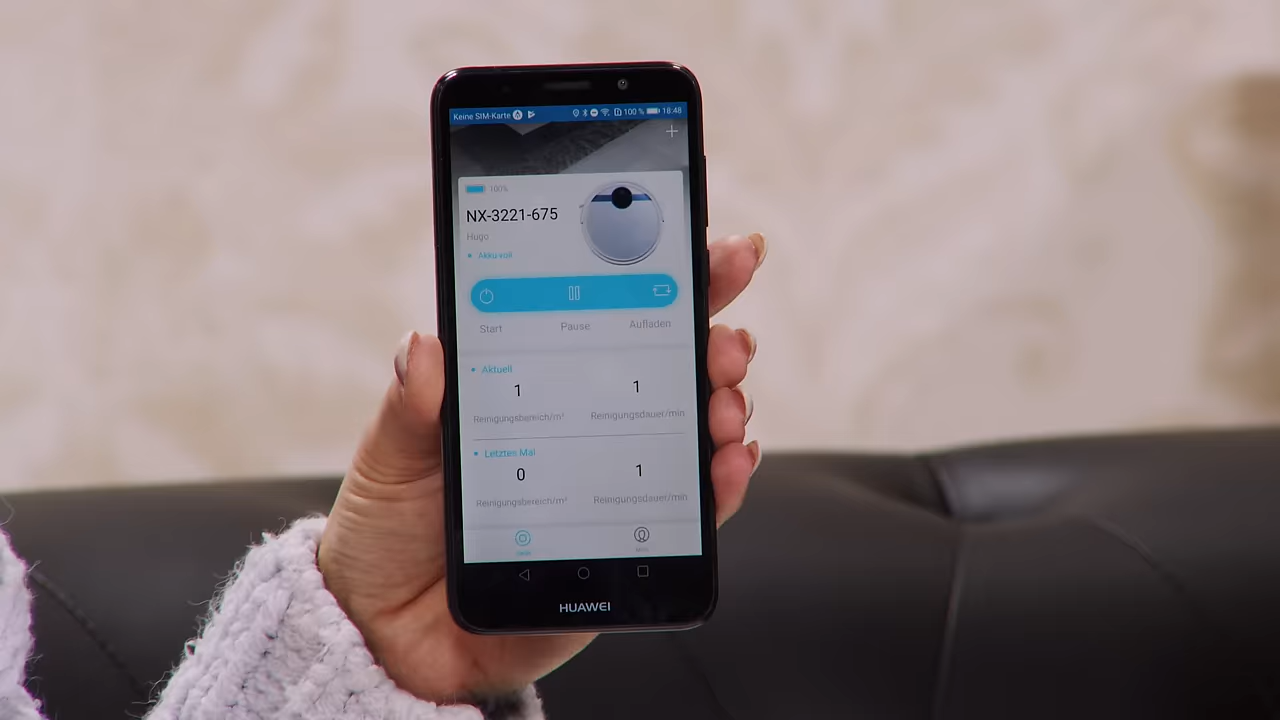 Keine SIM-Karte 100 % 18:48
100%
NX-3221-675
Hugo
Akku voll
Start Pause Aufladen
Aktuell
1 1
Reinigungsbereich/m² Reinigungsdauer/min
Letztes Mal
0 1
Reinigungsbereich/m² Reinigungsdauer/min
HUAWEI